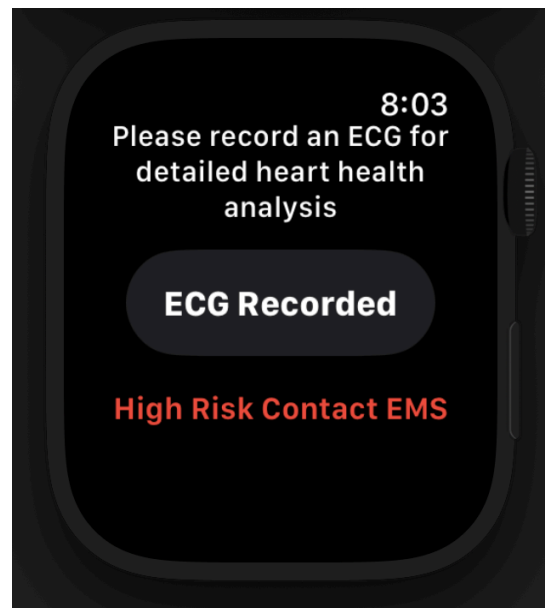 8:03
Please record an ECG for
detailed heart health
analysis
ECG Recorded
High Risk Contact EMS